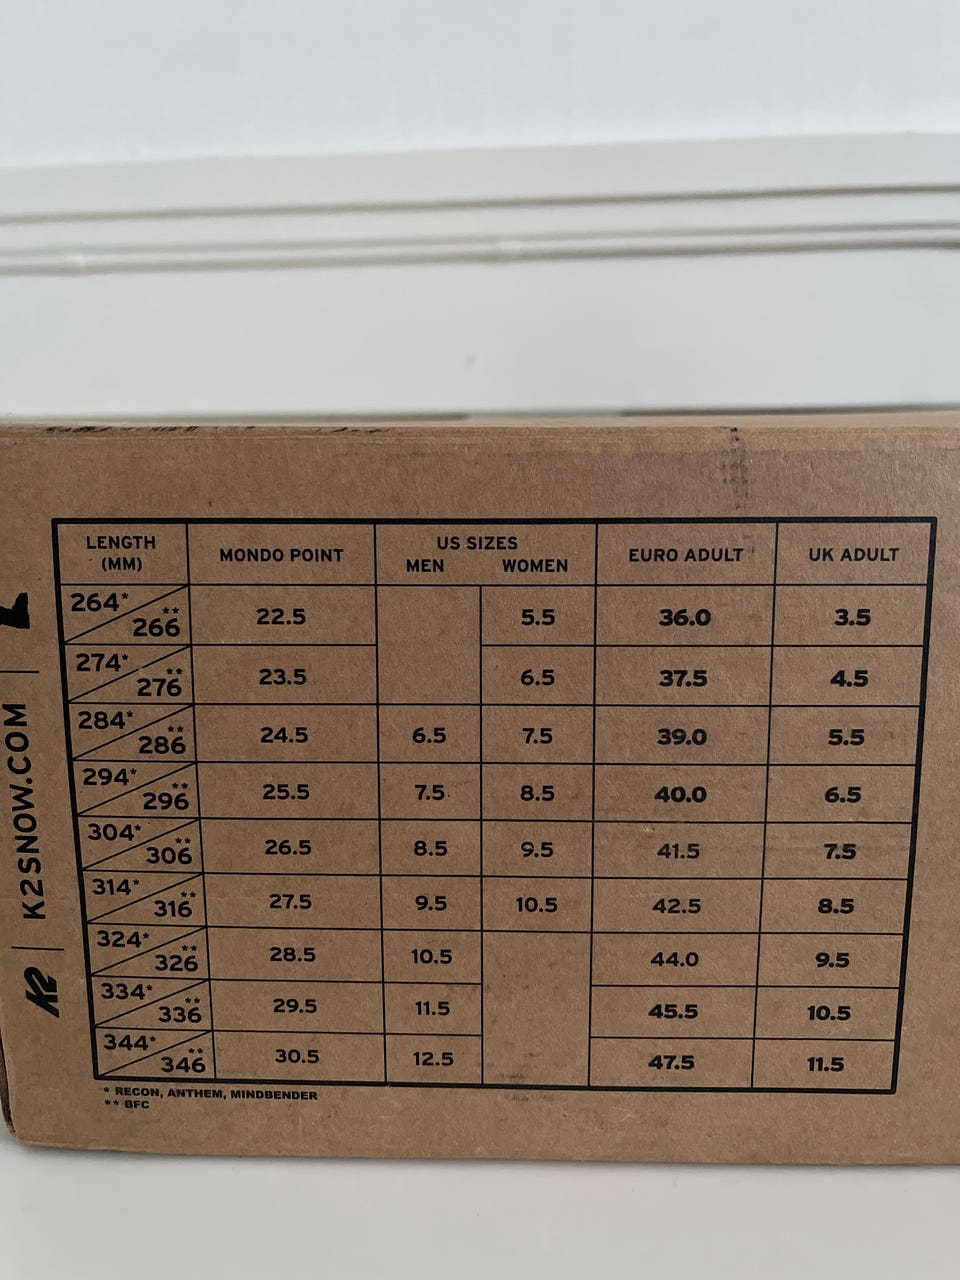 LENGTH (MM) MONDO POINT US SIZES MEN WOMEN EURO ADULT UK ADULT
264* 266** 22.5 5.5 36.0 3.5
274* 276** 23.5 6.5 37.5 4.5
284* 286** 24.5 6.5 7.5 39.0 5.5
294* 296** 25.5 7.5 8.5 40.0 6.5
304* 306** 26.5 8.5 9.5 41.5 7.5
314* 316** 27.5 9.5 10.5 42.5 8.5
324* 326** 28.5 10.5 44.0 9.5
334* 336** 29.5 11.5 45.5 10.5
344* 346** 30.5 12.5 47.5 11.5
* RECON, ANTHEM, MINDBENDER
** BFC
K2 | K2SNOW.COM |